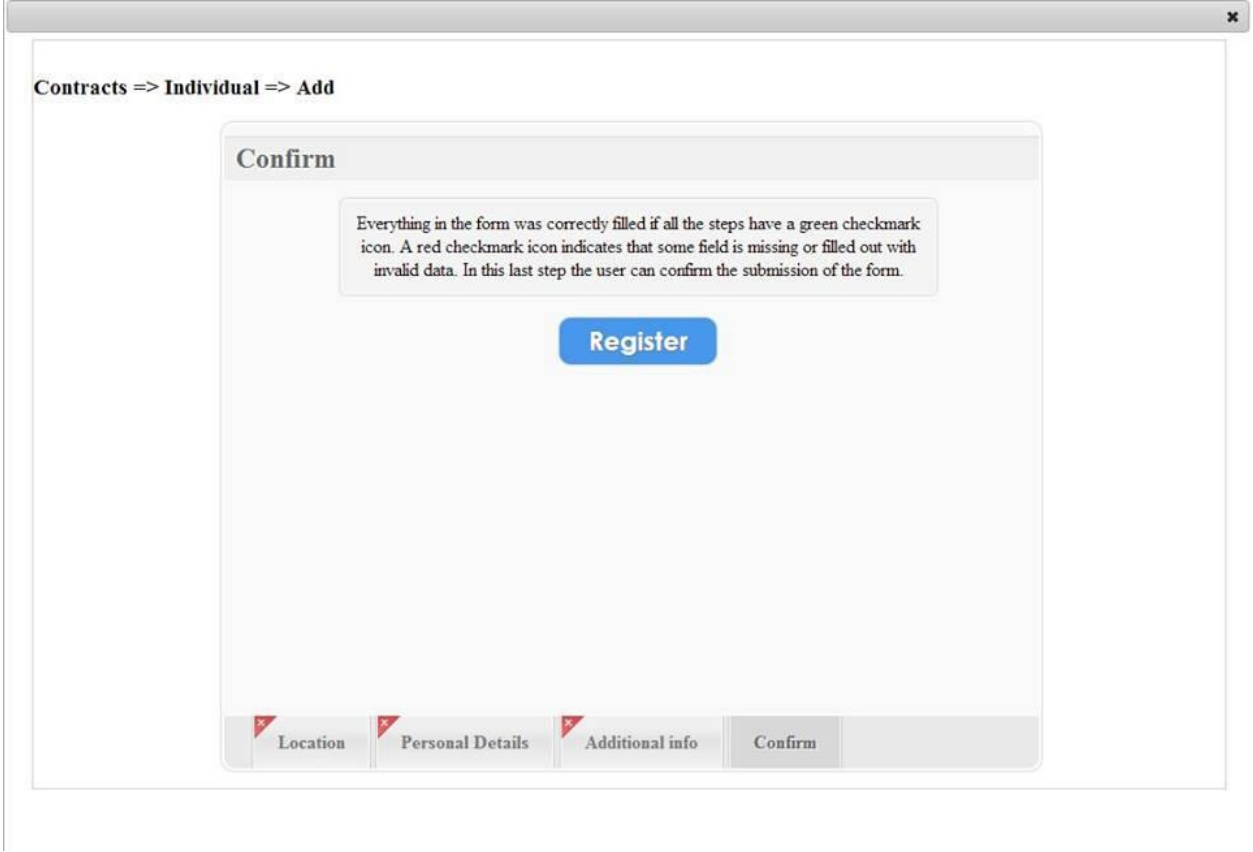 Contracts => Individual => Add
Confirm
Everything in the form was correctly filled if all the steps have a green checkmark
icon. A red checkmark icon indicates that some field is missing or filled out with
invalid data. In this last step the user can confirm the submission of the form.
Register
Location Personal Details Additional info Confirm